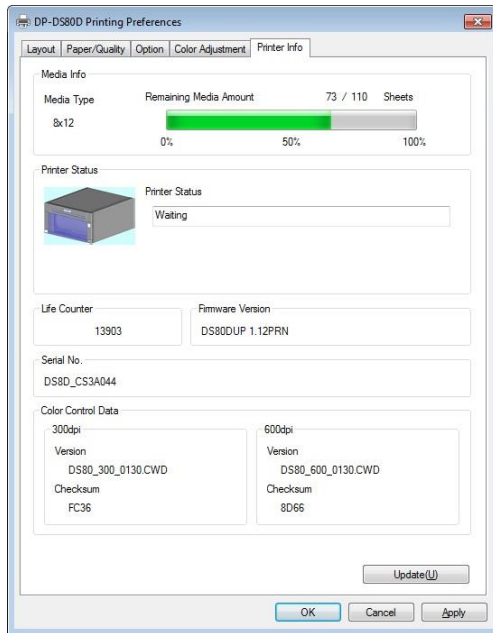 DP-DS80D Printing Preferences
Layout Paper/Quality Option Color Adjustment Printer Info
Media Info
Media Type Remaining Media Amount 73 / 110 Sheets
8x12
0% 50% 100%
Printer Status
Printer Status
Waiting
Life Counter Firmware Version
13903 DS80DUP 1.12PRN
Serial No.
DS8D_CS3A044
Color Control Data
300dpi 600dpi
Version Version
DS80_300_0130.CWD DS80_600_0130.CWD
Checksum Checksum
FC36 8D66
Update(U)
OK Cancel Apply